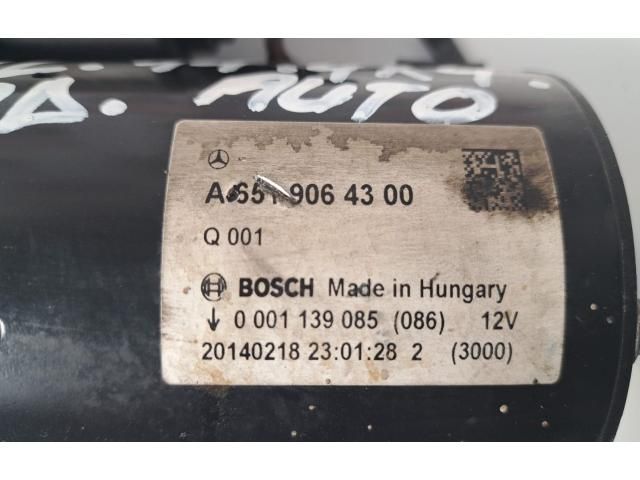 AUTO
A 651 906 43 00
Q 001
BOSCH Made in Hungary
0 001 139 085 (086) 12V
20140218 23:01:28 2 (3000)